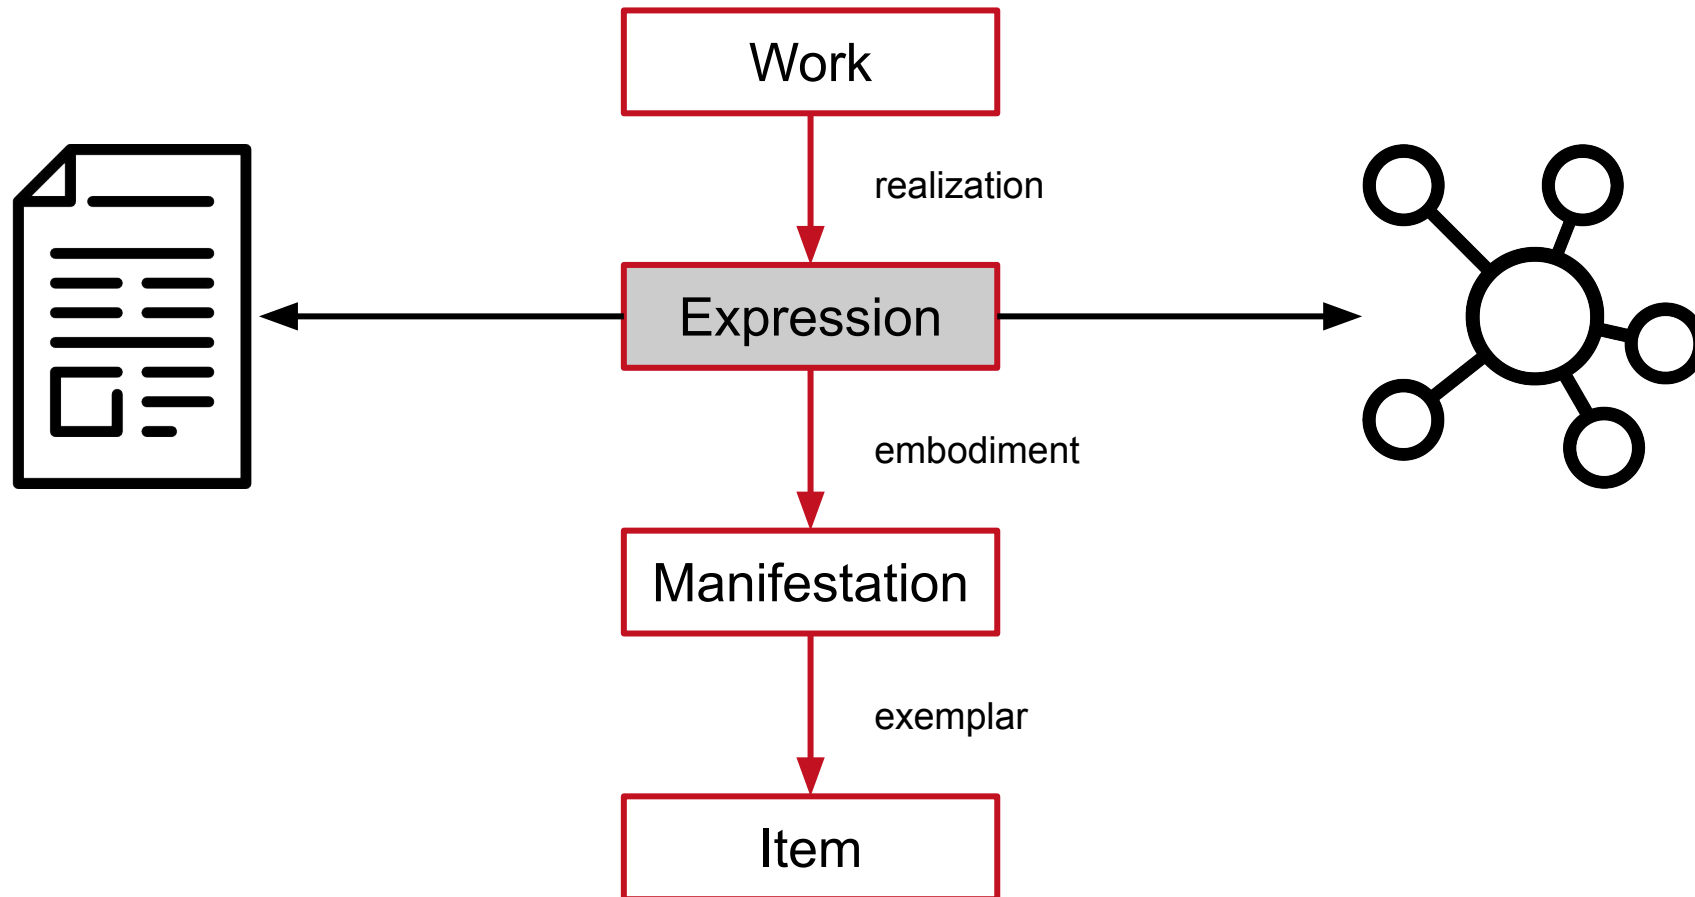 Work
realization
Expression
embodiment
Manifestation
exemplar
Item